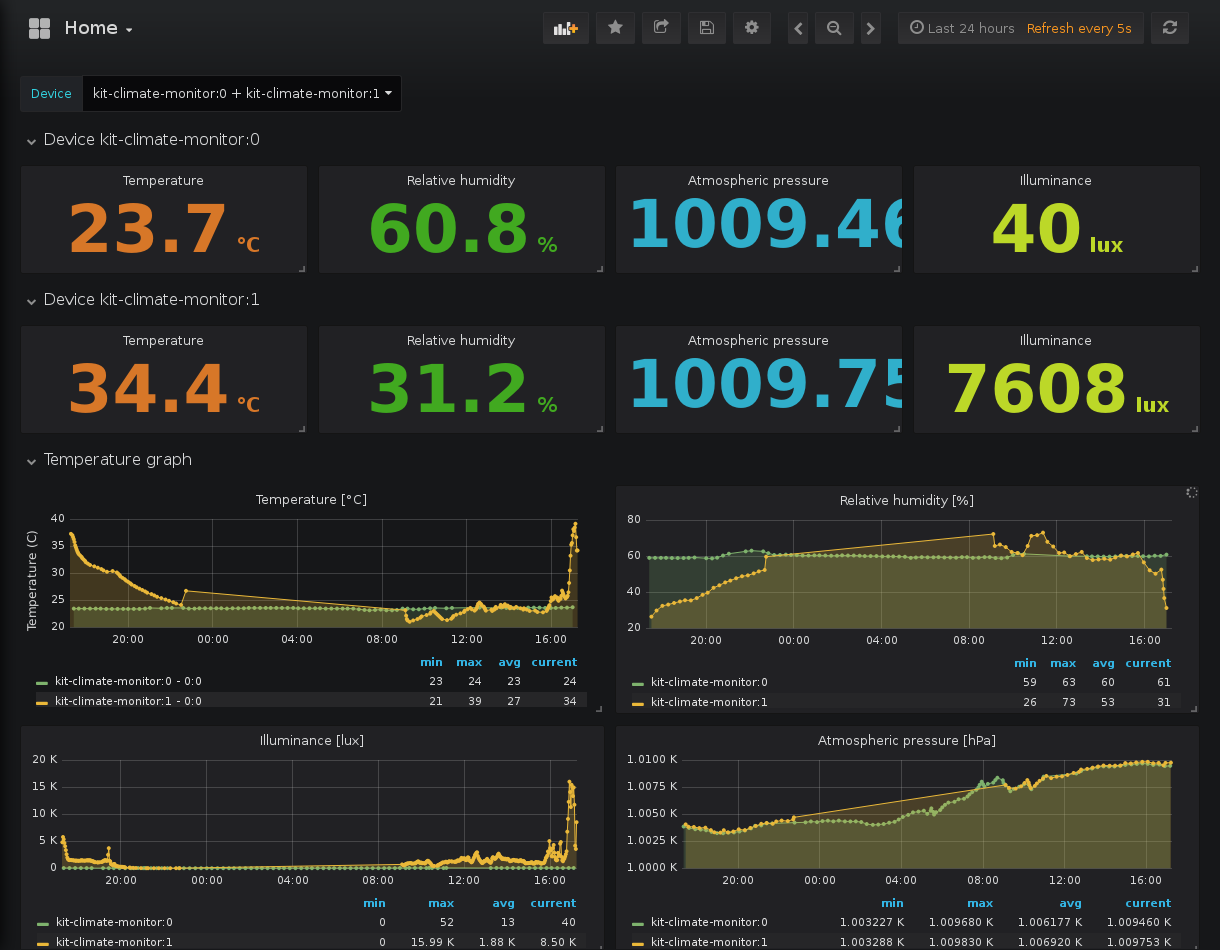 Home
Last 24 hours Refresh every 5s
Device kit-climate-monitor:0 + kit-climate-monitor:1
Device kit-climate-monitor:0
Temperature Relative humidity Atmospheric pressure Illuminance
23.7 °C 60.8 % 1009.46 40 lux
Device kit-climate-monitor:1
Temperature Relative humidity Atmospheric pressure Illuminance
34.4 °C 31.2 % 1009.75 7608 lux
Temperature graph
Temperature [°C]
Temperature (C)
40
35
30
25
20
20:00 00:00 04:00 08:00 12:00 16:00
min max avg current
kit-climate-monitor:0 - 0:0 23 24 23 24
kit-climate-monitor:1 - 0:0 21 39 27 34
Relative humidity [%]
80
60
40
20
20:00 00:00 04:00 08:00 12:00 16:00
min max avg current
kit-climate-monitor:0 59 63 60 61
kit-climate-monitor:1 26 73 53 31
Illuminance [lux]
20 K
15 K
10 K
5 K
0
20:00 00:00 04:00 08:00 12:00 16:00
min max avg current
kit-climate-monitor:0 0 52 13 40
kit-climate-monitor:1 0 15.99 K 1.88 K 8.50 K
Atmospheric pressure [hPa]
1.0100 K
1.0075 K
1.0050 K
1.0025 K
1.0000 K
20:00 00:00 04:00 08:00 12:00 16:00
min max avg current
kit-climate-monitor:0 1.003227 K 1.009680 K 1.006177 K 1.009460 K
kit-climate-monitor:1 1.003288 K 1.009830 K 1.006920 K 1.009753 K